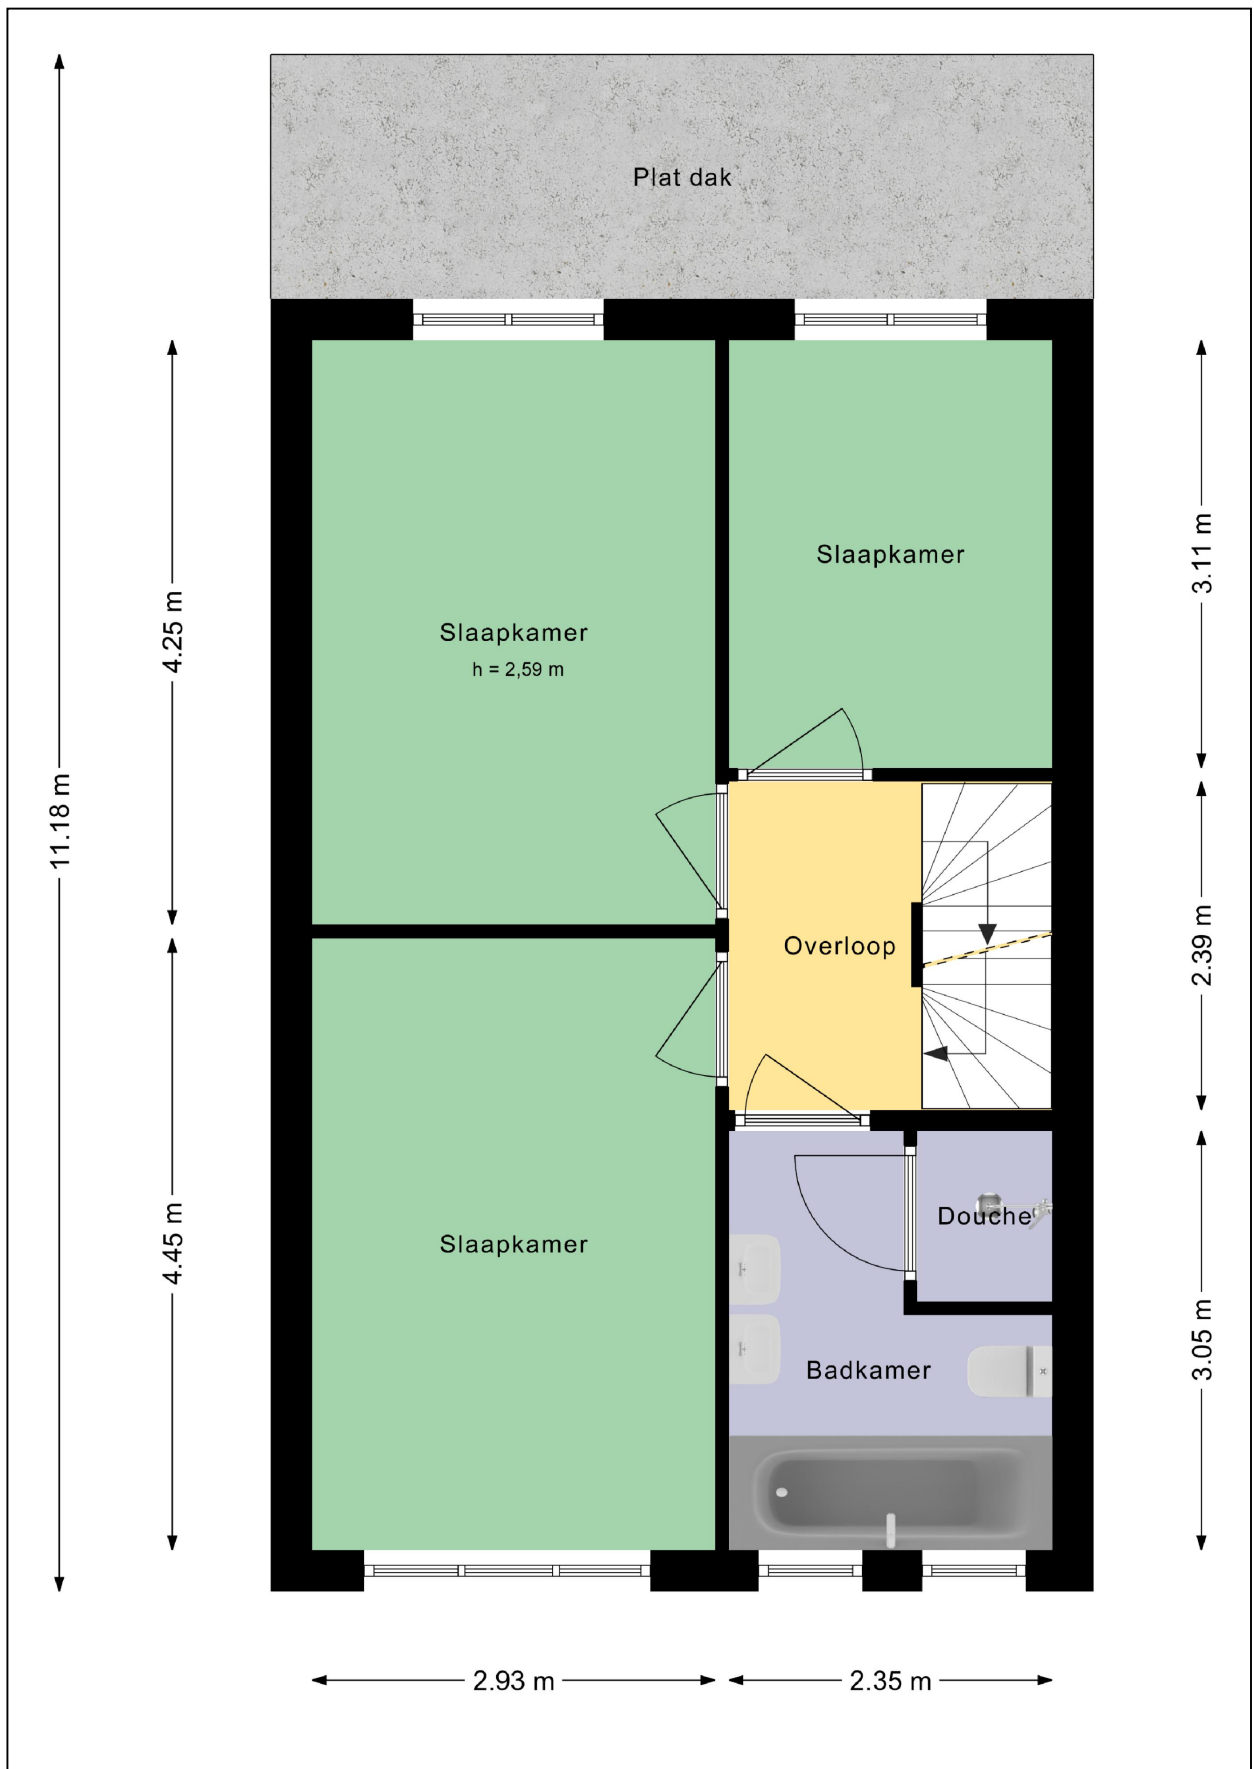 Plat dak
Slaapkamer
3.11 m
4.25 m
Slaapkamer
h = 2,59 m
11.18 m
Overloop
2.39 m
Douche
4.45 m
Slaapkamer
3.05 m
Badkamer
2.93 m
2.35 m